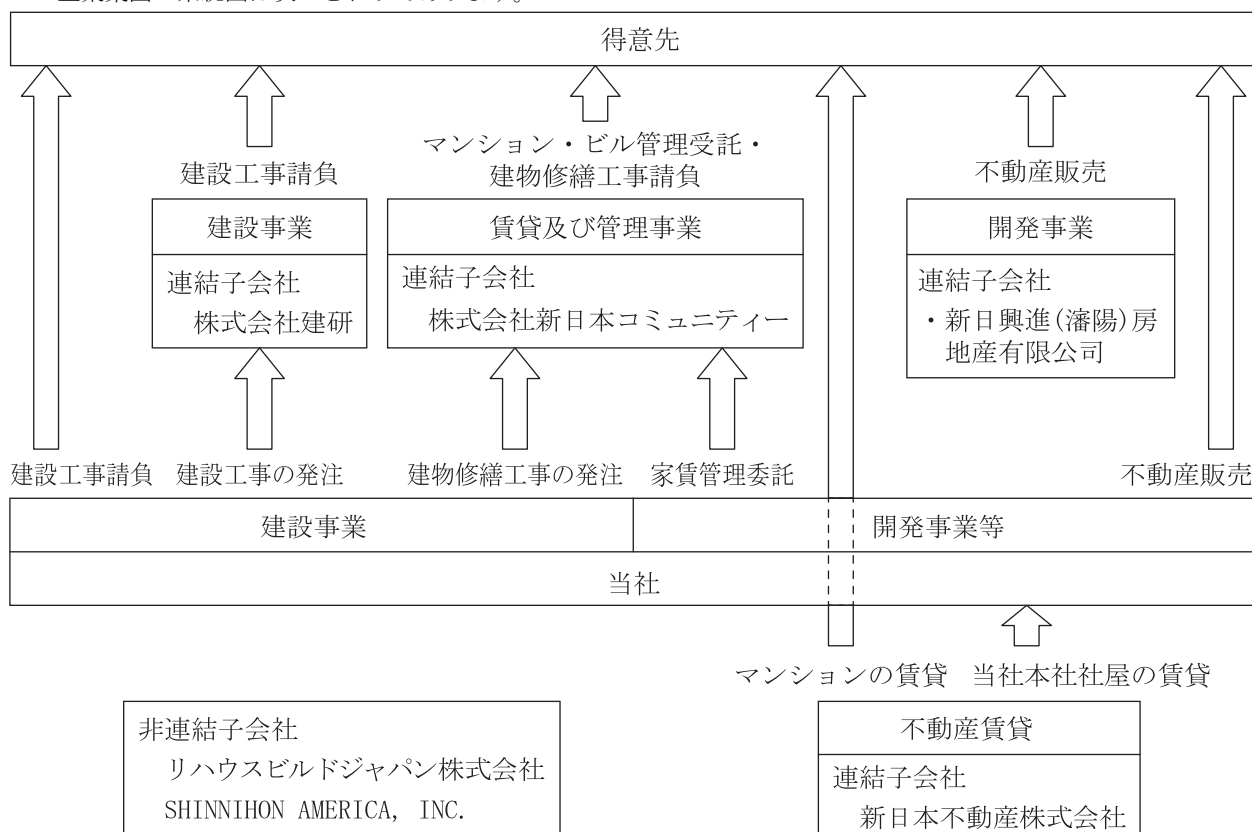 得意先
建設工事請負
マンション・ビル管理受託・
建物修繕工事請負
不動産販売
建設事業
連結子会社
株式会社建研
賃貸及び管理事業
連結子会社
株式会社新日本コミュニティー
開発事業
連結子会社
・新日興進(瀋陽)房
地産有限公司
建設工事請負
建設工事の発注
建物修繕工事の発注
家賃管理委託
不動産販売
建設事業
開発事業等
当社
マンションの賃貸
当社本社社屋の賃貸
非連結子会社
リハウスビルドジャパン株式会社
SHINNIHON AMERICA, INC.
不動産賃貸
連結子会社
新日本不動産株式会社